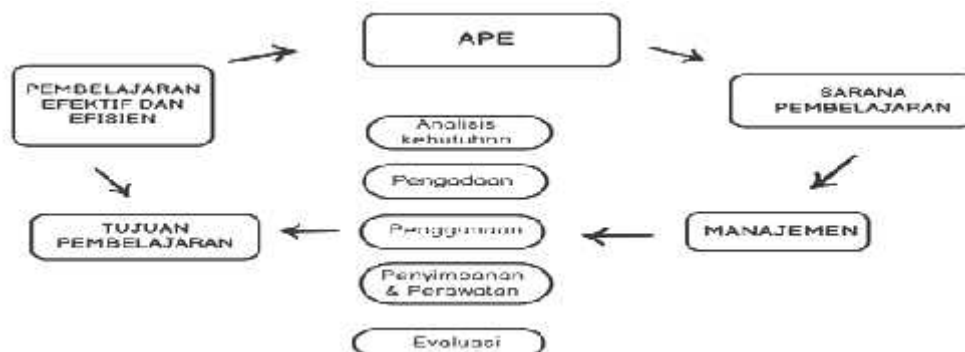 APE
PEMBELAJARAN
EFEKTIF DAN
EFISIEN
SARANA
PEMBELAJARAN
Analisis
kebutuhan
Pengadaan
Penggunaan
Penyimpanan
& Perawatan
Evaluasi
TUJUAN
PEMBELAJARAN
MANAJEMEN